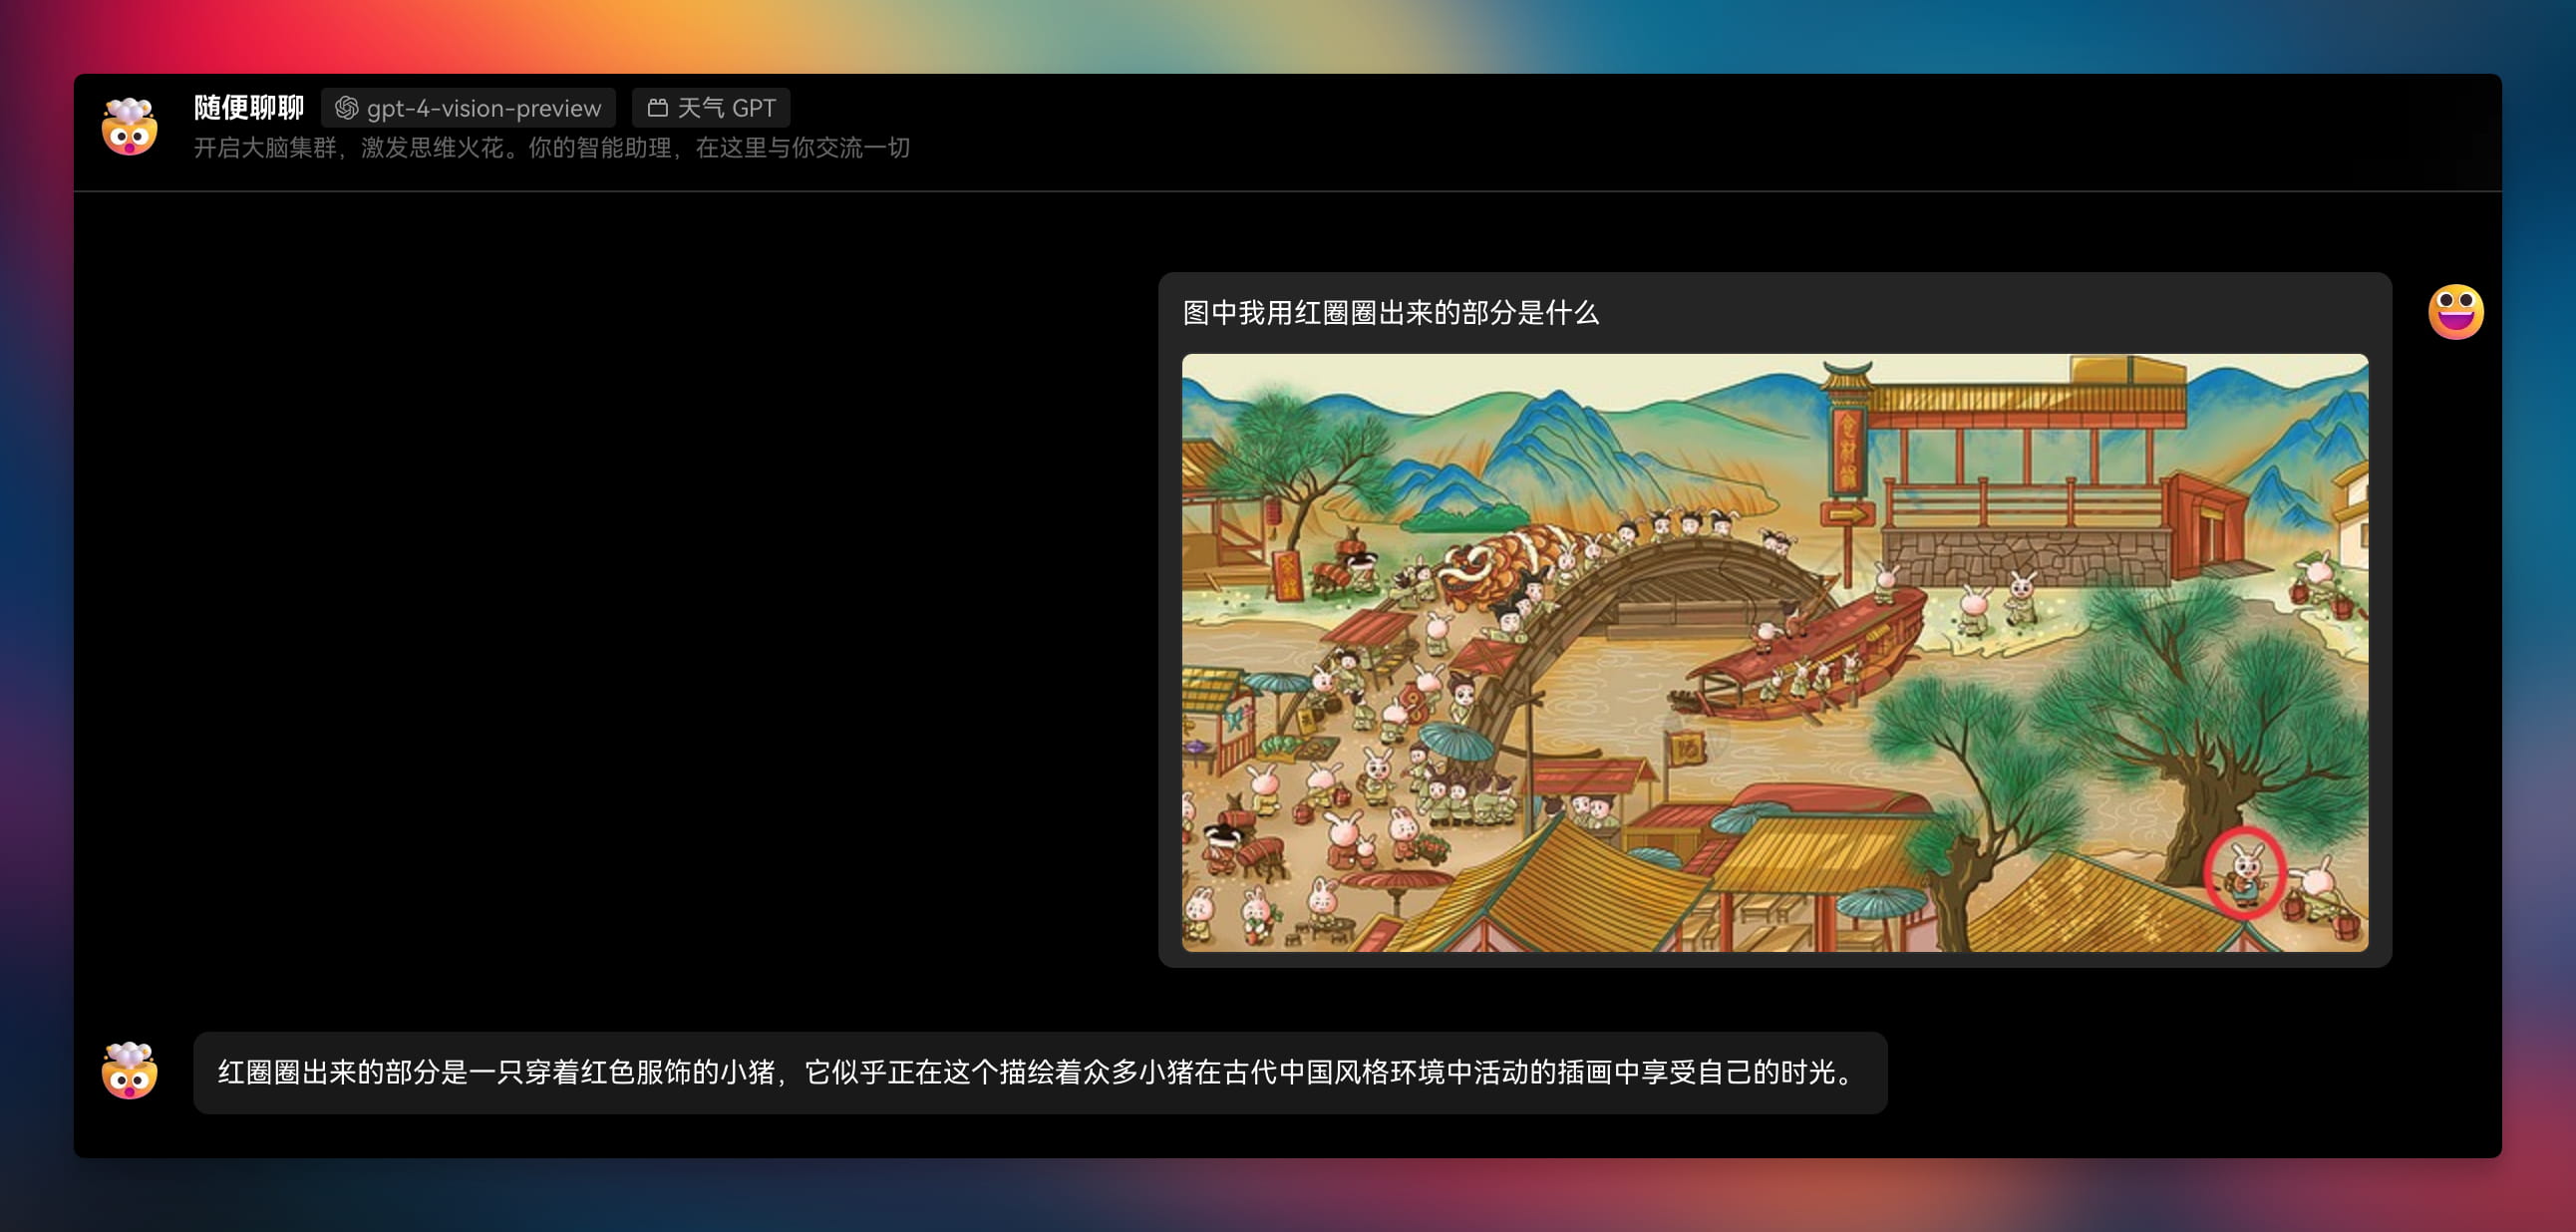 随便聊聊 gpt-4-vision-preview 天气 GPT
开启大脑集群，激发思维火花。你的智能助理，在这里与你交流一切
图中我用红圈圈出来的部分是什么
红圈圈出来的部分是一只穿着红色服饰的小猪，它似乎正在这个描绘着众多小猪在古代中国风格环境中活动的插画中享受自己的时光。